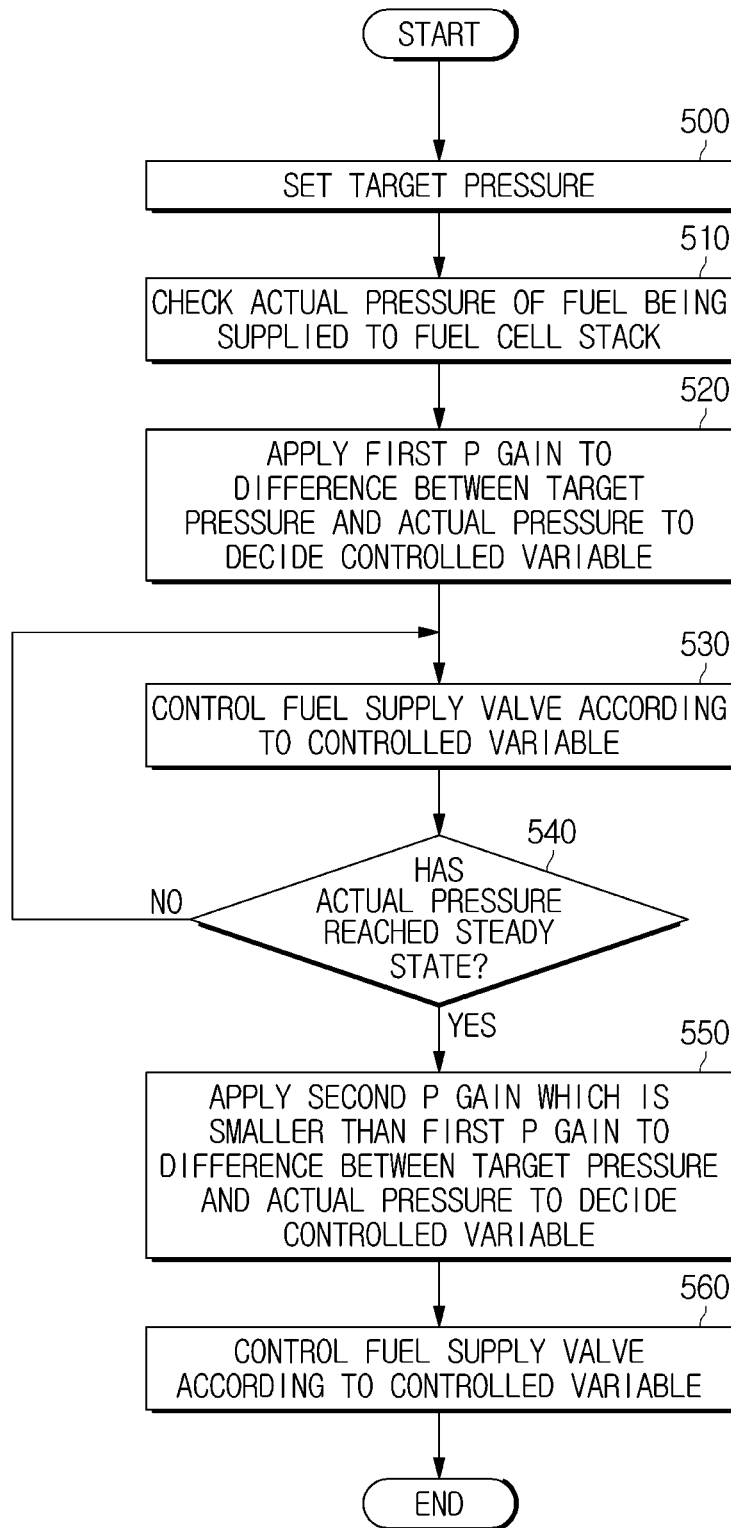 START
500
SET TARGET PRESSURE
510
CHECK ACTUAL PRESSURE OF FUEL BEING
SUPPLIED TO FUEL CELL STACK
520
APPLY FIRST P GAIN TO
DIFFERENCE BETWEEN TARGET
PRESSURE AND ACTUAL PRESSURE TO
DECIDE CONTROLLED VARIABLE
530
CONTROL FUEL SUPPLY VALVE ACCORDING
TO CONTROLLED VARIABLE
540
HAS
ACTUAL PRESSURE
REACHED STEADY
STATE?
NO
YES
550
APPLY SECOND P GAIN WHICH IS
SMALLER THAN FIRST P GAIN TO
DIFFERENCE BETWEEN TARGET PRESSURE
AND ACTUAL PRESSURE TO DECIDE
CONTROLLED VARIABLE
560
CONTROL FUEL SUPPLY VALVE
ACCORDING TO CONTROLLED VARIABLE
END